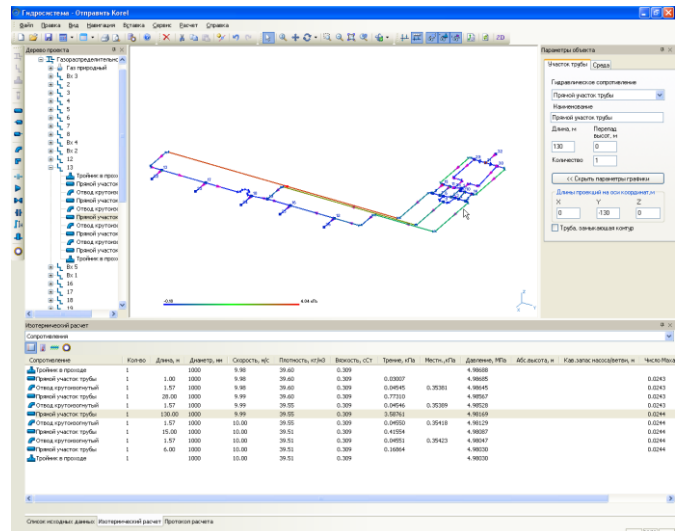 Гидросистема - Отправить Korel
Файл Правка Вид Навигация Вставка Сервис Расчет Справка
Дерево проекта
Газораспределительнс
Газ природный
Вх 3
2
3
4
5
6
7
8
Вх 4
Вх 2
12
13
Тройник в проход
Прямой участок
Отвод крутоизо
Прямой участок
Отвод крутоизо
Прямой участок
Отвод крутоизо
Прямой участок
Отвод крутоизо
Прямой участок
Тройник в проход
Вх 5
Вх 1
16
17
18
19
Параметры объекта
Участок трубы Среда
Гидравлическое сопротивление
Прямой участок трубы
Наименование
Прямой участок трубы
Длина, м Перепад высот, м
130 0
Количество 1
<< Скрыть параметры графики
Длины проекций на оси координат, м
X Y Z
0 -130 0
Труба, замыкающая контур
Изотермический расчет
Сопротивления
Сопротивление Кол-во Длина, м Диаметр, мм Скорость, м/с Плотность, кг/м3 Вязкость, сСт Трение, кПа Местн.,кПа Давление, МПа Абс.высота, м Кав.запас насоса/ветви, м Число Маха
Тройник в проходе 1 1000 9.98 39.60 0.309 4.98688
Прямой участок трубы 1 1.00 1000 9.98 39.60 0.309 0.03007 4.98685 0.0243
Отвод крутоизогнутый 1 1.57 1000 9.98 39.60 0.309 0.04545 0.35381 4.98645 0.0243
Прямой участок трубы 1 28.00 1000 9.99 39.60 0.309 0.77310 4.98567 0.0243
Отвод крутоизогнутый 1 1.57 1000 9.99 39.55 0.309 0.04546 0.35389 4.98528 0.0243
Прямой участок трубы 1 130.00 1000 9.99 39.55 0.309 3.58761 4.98169 0.0244
Отвод крутоизогнутый 1 1.57 1000 10.00 39.55 0.309 0.04550 0.35418 4.98129 0.0244
Прямой участок трубы 1 15.00 1000 10.00 39.51 0.309 0.41554 4.98087 0.0244
Отвод крутоизогнутый 1 1.57 1000 10.00 39.51 0.309 0.04551 0.35423 4.98047 0.0244
Прямой участок трубы 1 6.00 1000 10.00 39.51 0.309 0.16864 4.98030 0.0244
Тройник в проходе 1 1000 10.00 39.51 0.309 4.98030
Список исходных данных Изотермический расчет Протокол расчета